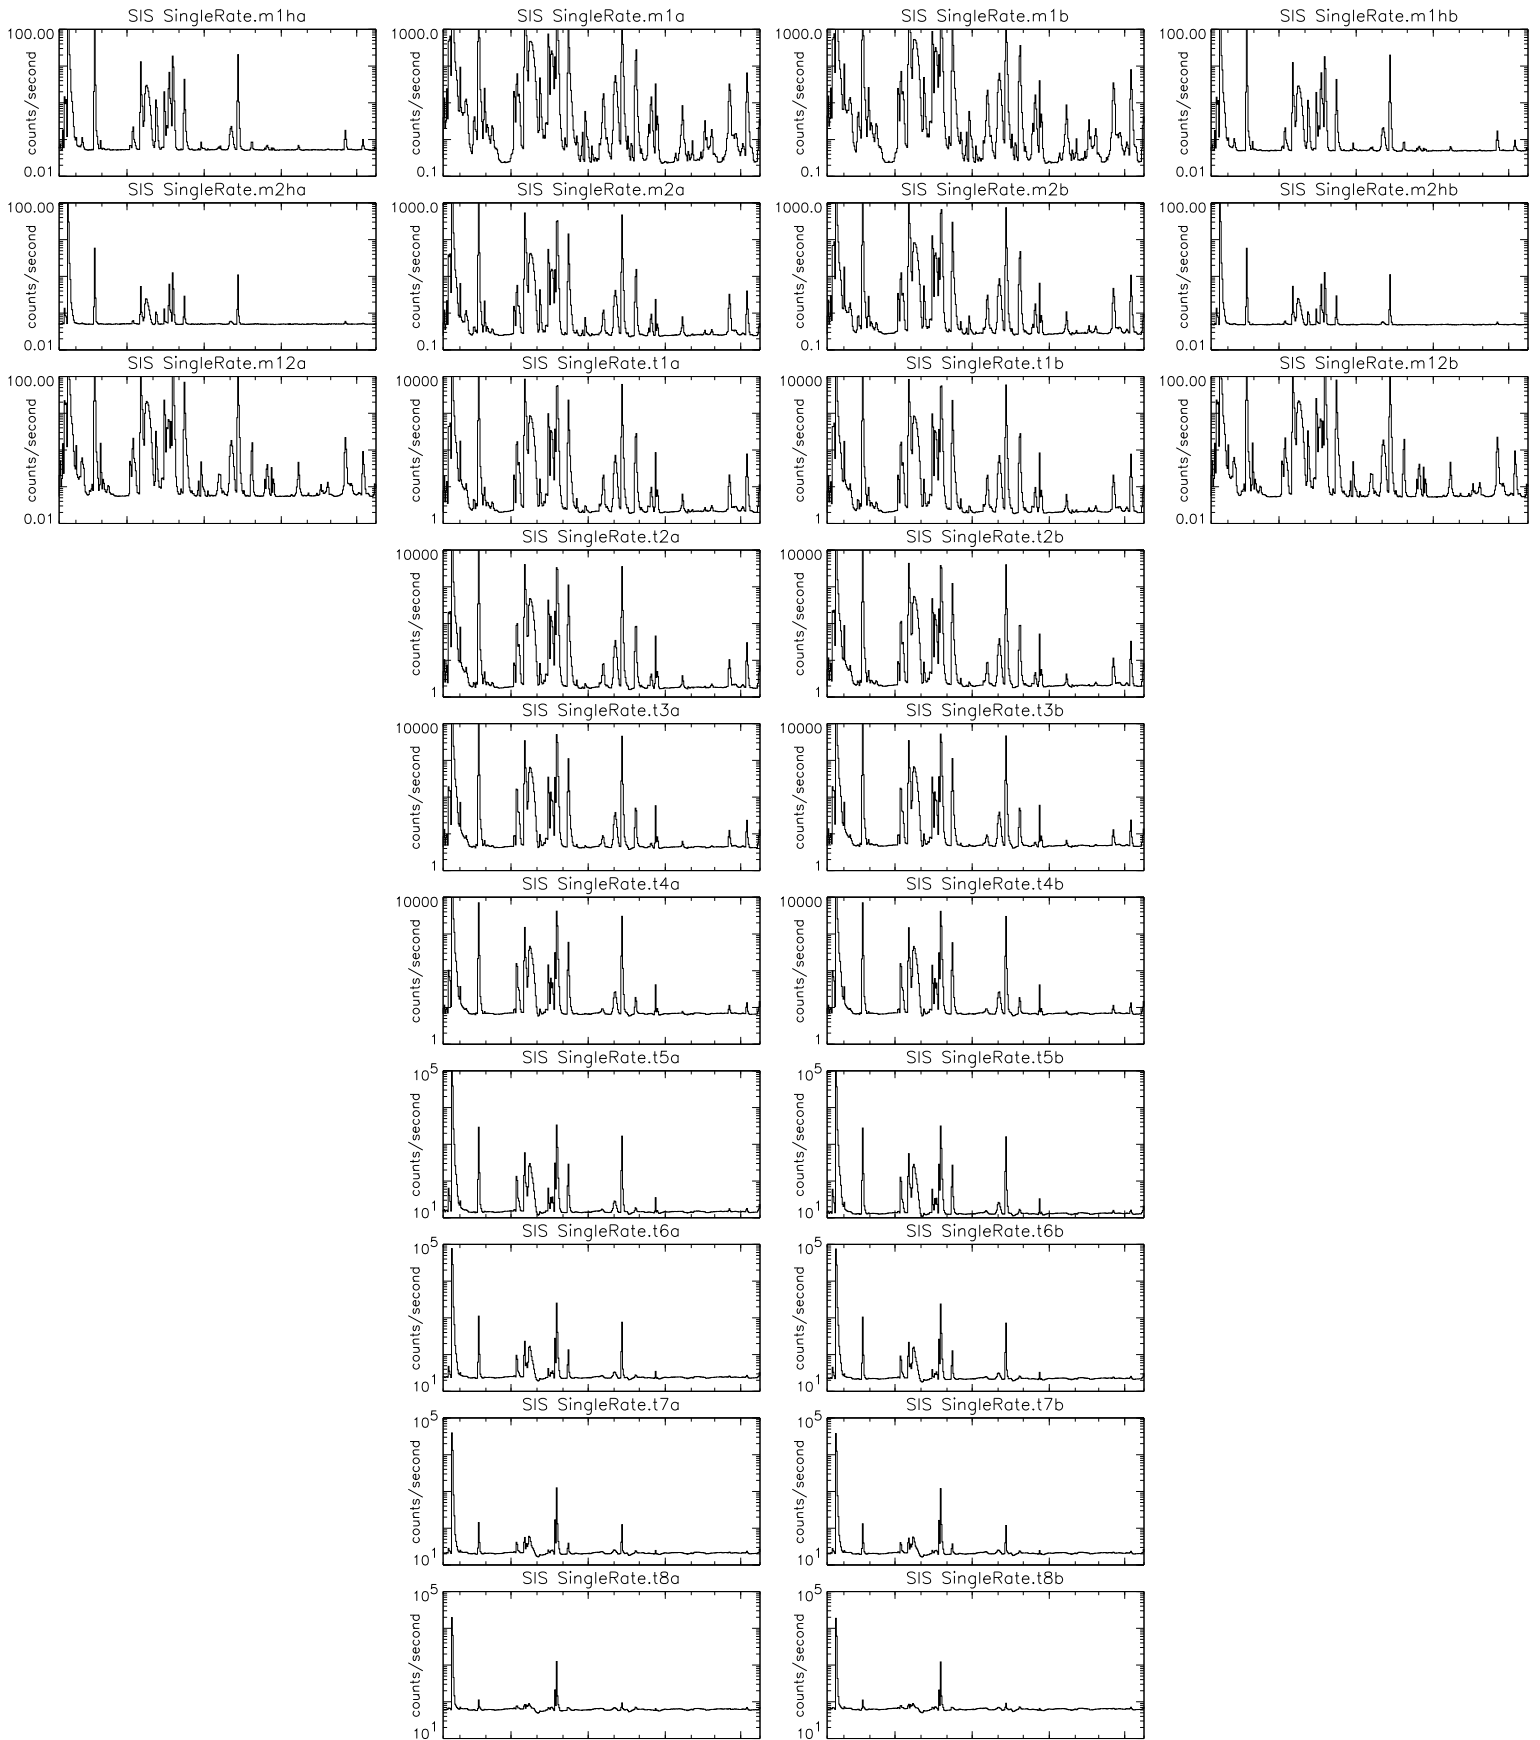 SIS SingleRate.m1ha
SIS SingleRate.m1a
SIS SingleRate.m1b
SIS SingleRate.m1hb
100.00
counts/second
0.01
1000.0
counts/second
0.1
1000.0
counts/second
0.1
100.00
counts/second
0.01
SIS SingleRate.m2ha
SIS SingleRate.m2a
SIS SingleRate.m2b
SIS SingleRate.m2hb
100.00
counts/second
0.01
1000.0
counts/second
0.1
1000.0
counts/second
0.1
100.00
counts/second
0.01
SIS SingleRate.m12a
SIS SingleRate.t1a
SIS SingleRate.t1b
SIS SingleRate.m12b
100.00
counts/second
0.01
10000
counts/second
1
10000
counts/second
1
100.00
counts/second
0.01
SIS SingleRate.t2a
SIS SingleRate.t2b
10000
counts/second
1
10000
counts/second
1
SIS SingleRate.t3a
SIS SingleRate.t3b
10000
counts/second
1
10000
counts/second
1
SIS SingleRate.t4a
SIS SingleRate.t4b
10000
counts/second
1
10000
counts/second
1
SIS SingleRate.t5a
SIS SingleRate.t5b
10^5
counts/second
10^1
10^5
counts/second
10^1
SIS SingleRate.t6a
SIS SingleRate.t6b
10^5
counts/second
10^1
10^5
counts/second
10^1
SIS SingleRate.t7a
SIS SingleRate.t7b
10^5
counts/second
10^1
10^5
counts/second
10^1
SIS SingleRate.t8a
SIS SingleRate.t8b
10^5
counts/second
10^1
10^5
counts/second
10^1